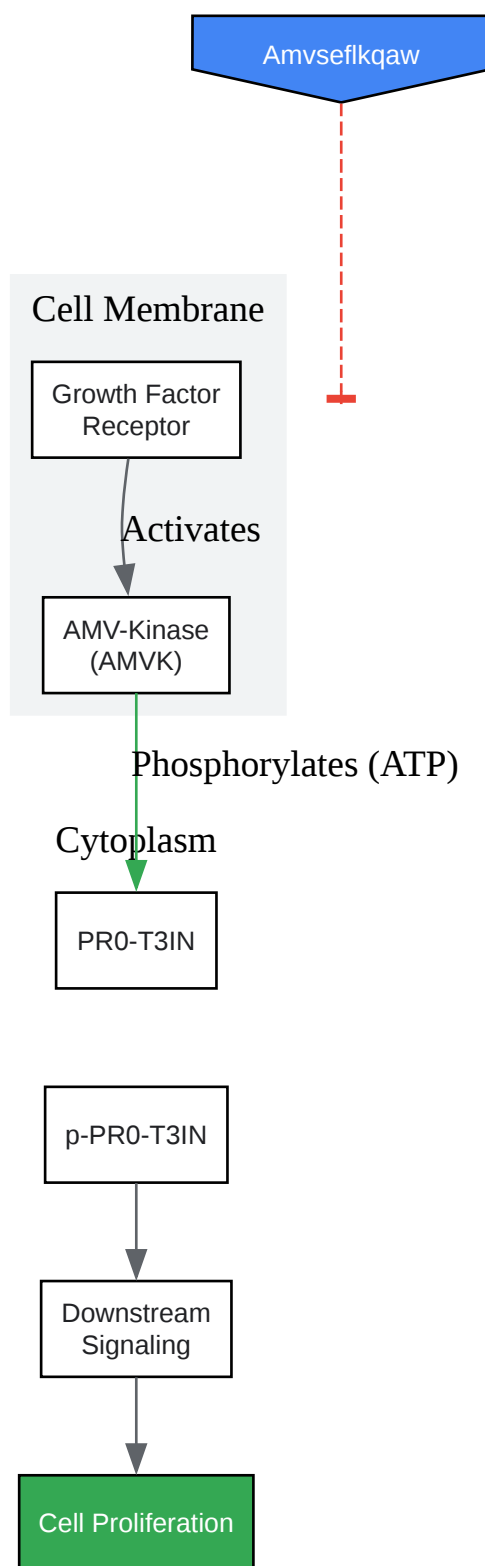 Amvseflkqaw
Cell Membrane
Growth Factor
Receptor
Activates
AMV-Kinase
(AMVK)
Phosphorylates (ATP)
Cytoplasm
PR0-T3IN
p-PR0-T3IN
Downstream
Signaling
Cell Proliferation